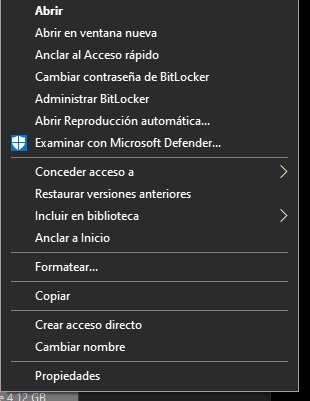 Abrir
Abrir en ventana nueva
Anclar al Acceso rápido
Cambiar contraseña de BitLocker
Administrar BitLocker
Abrir Reproducción automática...
Examinar con Microsoft Defender...
Conceder acceso a
Restaurar versiones anteriores
Incluir en biblioteca
Anclar a Inicio
Formatear...
Copiar
Crear acceso directo
Cambiar nombre
Propiedades
e 4.12 GB